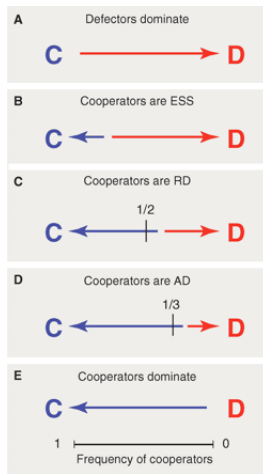 A Defectors dominate
C D
B Cooperators are ESS
C D
C Cooperators are RD
1/2
C D
D Cooperators are AD
1/3
C D
E Cooperators dominate
C D
1 0
Frequency of cooperators